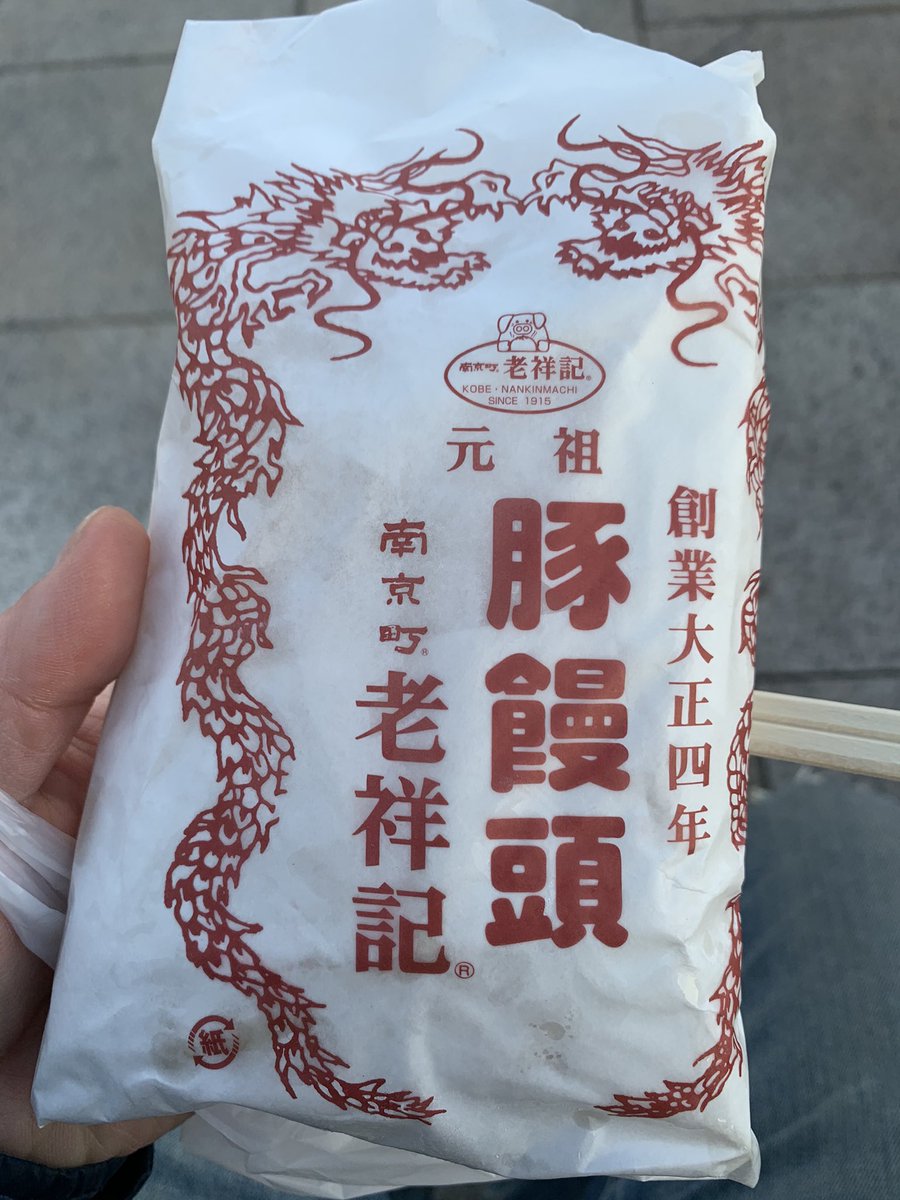 南京町 老祥記®
KOBE・NANKINMACHI
SINCE 1915
元祖
創業大正四年
豚饅頭
南京町®
老祥記®
紙